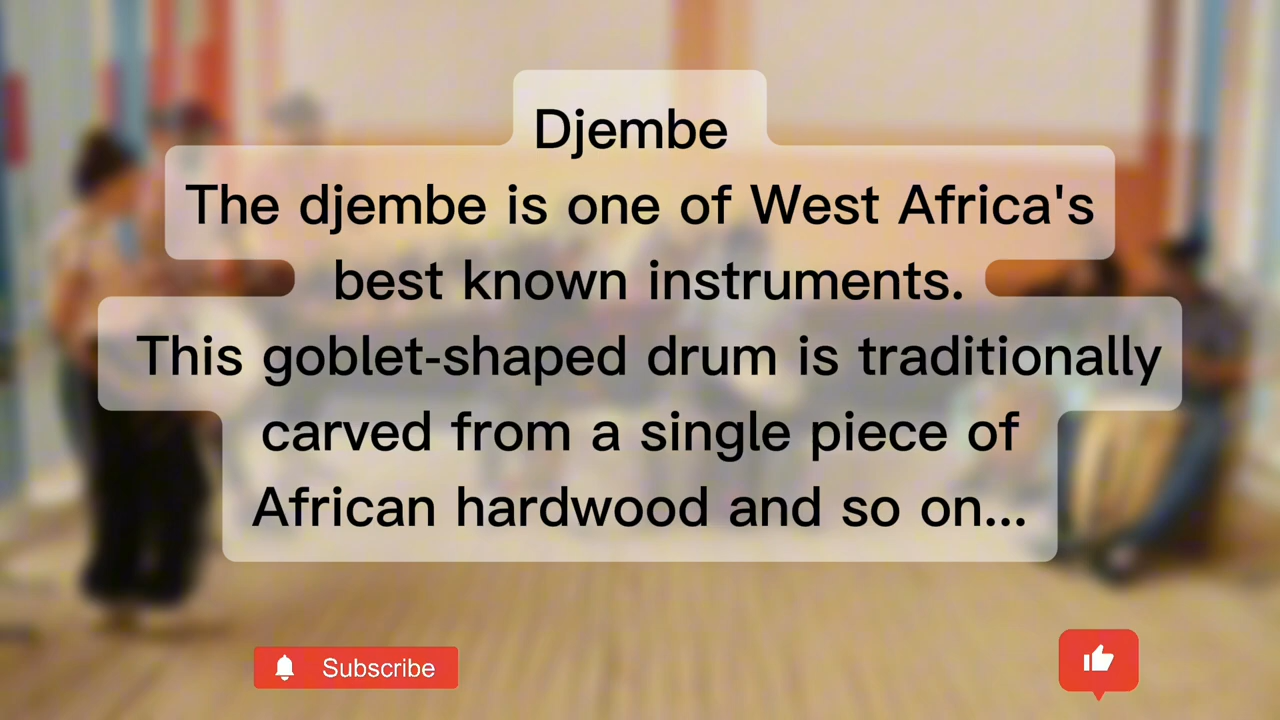 Djembe
The djembe is one of West Africa's
best known instruments.
This goblet-shaped drum is traditionally
carved from a single piece of
African hardwood and so on...
Subscribe